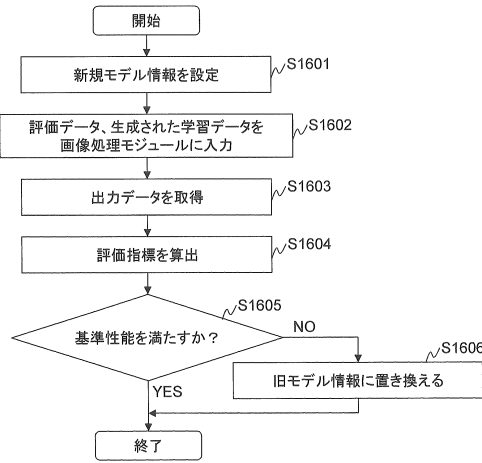 開始
新規モデル情報を設定
S1601
評価データ、生成された学習データを
画像処理モジュールに入力
S1602
出力データを取得
S1603
評価指標を算出
S1604
基準性能を満たすか？
S1605
NO
YES
旧モデル情報に置き換える
S1606
終了